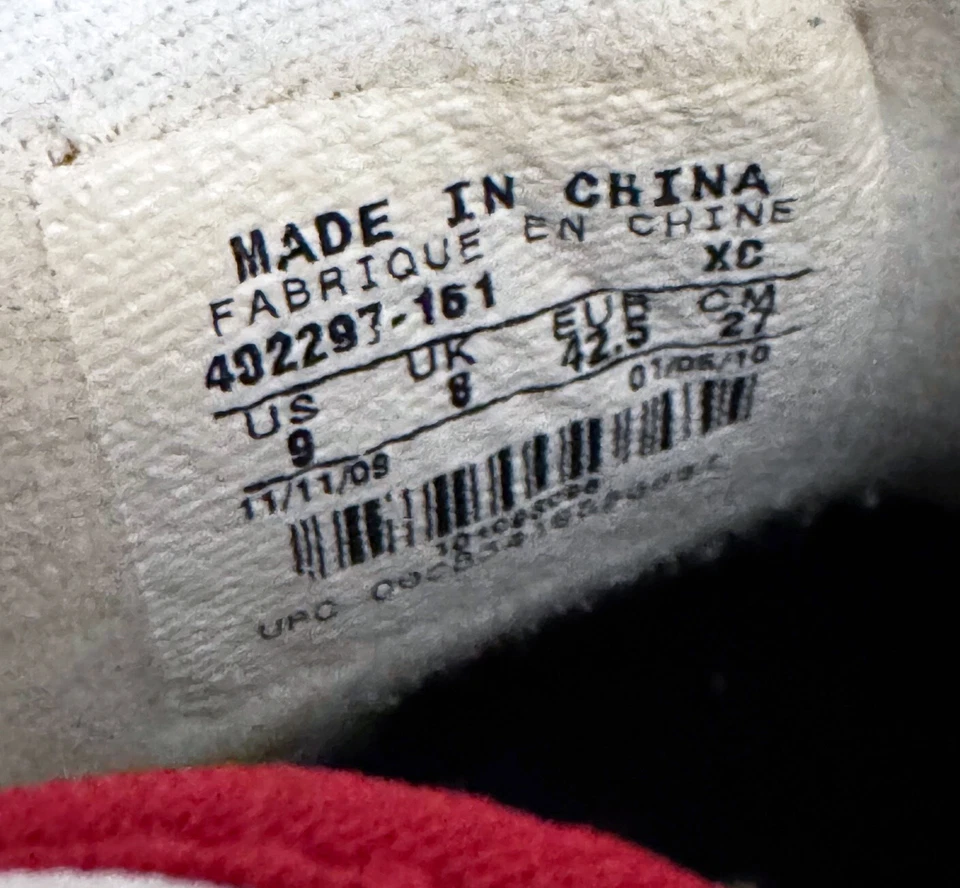 MADE IN CHINA
FABRIQUE EN CHINE
XC
402297-161
US UK EUR CM
9 8 42.5 27
11/11/09 01/05/10
UPC